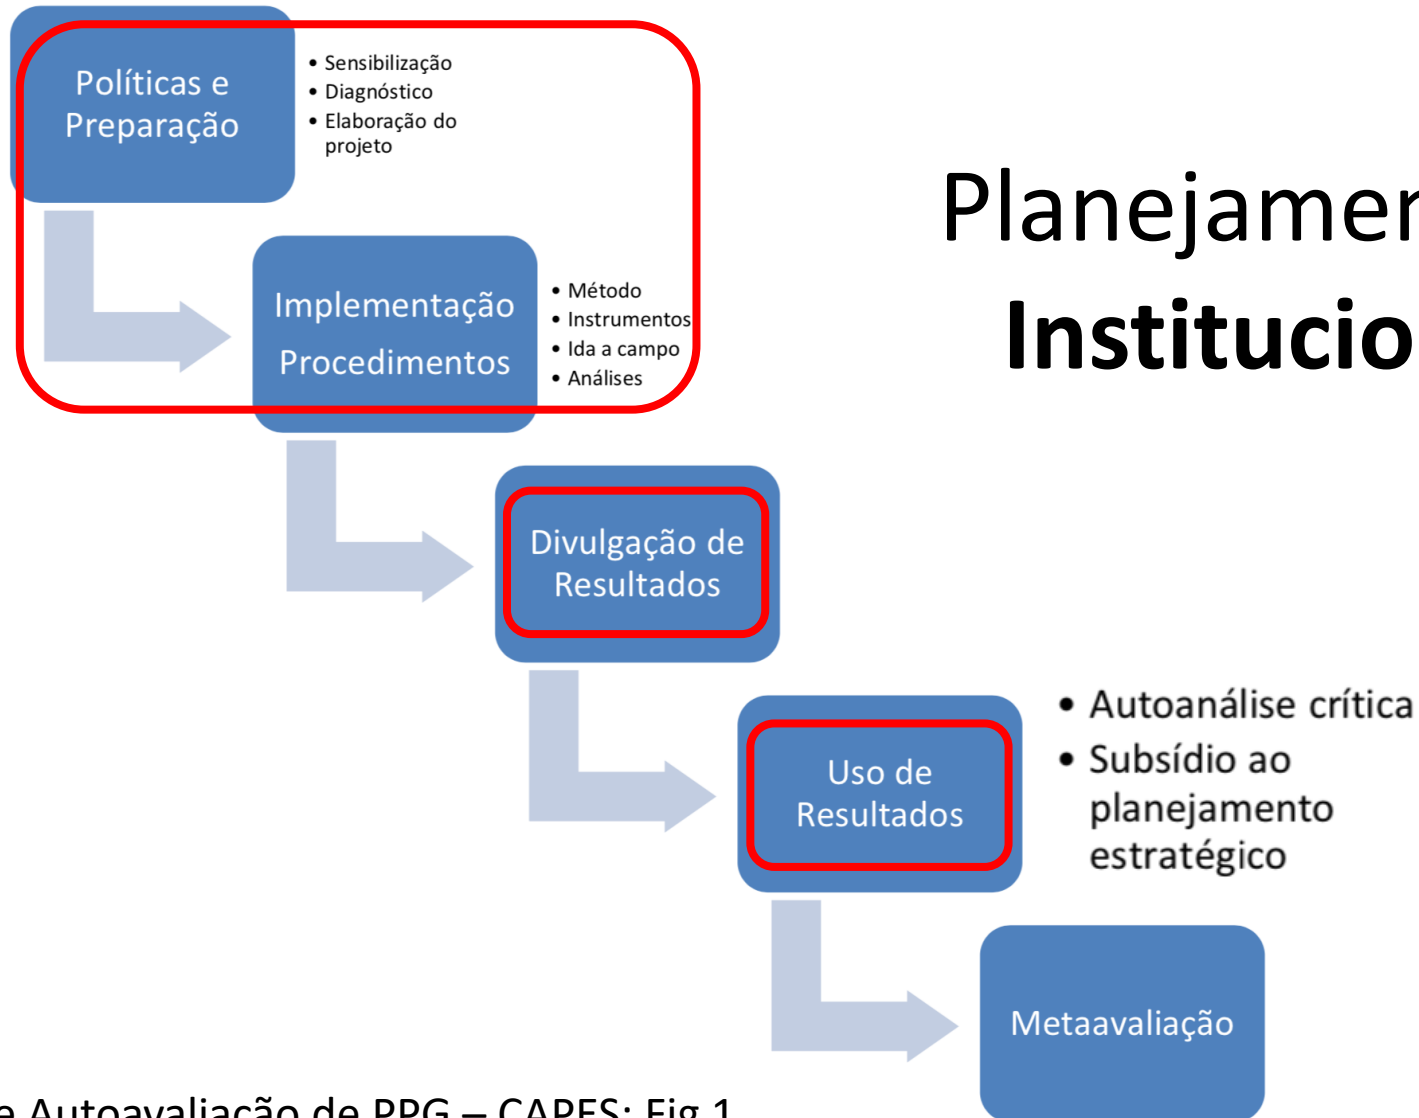 Políticas e
Preparação
• Sensibilização
• Diagnóstico
• Elaboração do
projeto
Planejamen
Institucio
Implementação
Procedimentos
• Método
• Instrumentos
• Ida a campo
• Análises
Divulgação de
Resultados
Uso de
Resultados
• Autoanálise crítica
• Subsídio ao
planejamento
estratégico
Metaavaliação
e Autoavaliação de PPG – CAPES: Fig 1